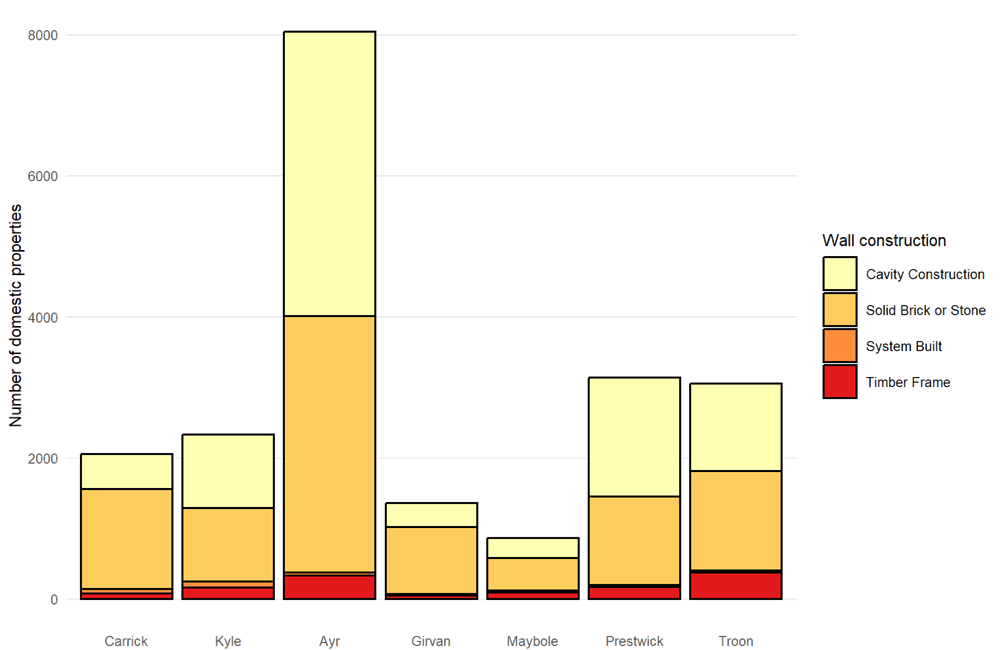 Number of domestic properties
8000
6000
4000
2000
0
Carrick
Kyle
Ayr
Girvan
Maybole
Prestwick
Troon
Wall construction
Cavity Construction
Solid Brick or Stone
System Built
Timber Frame